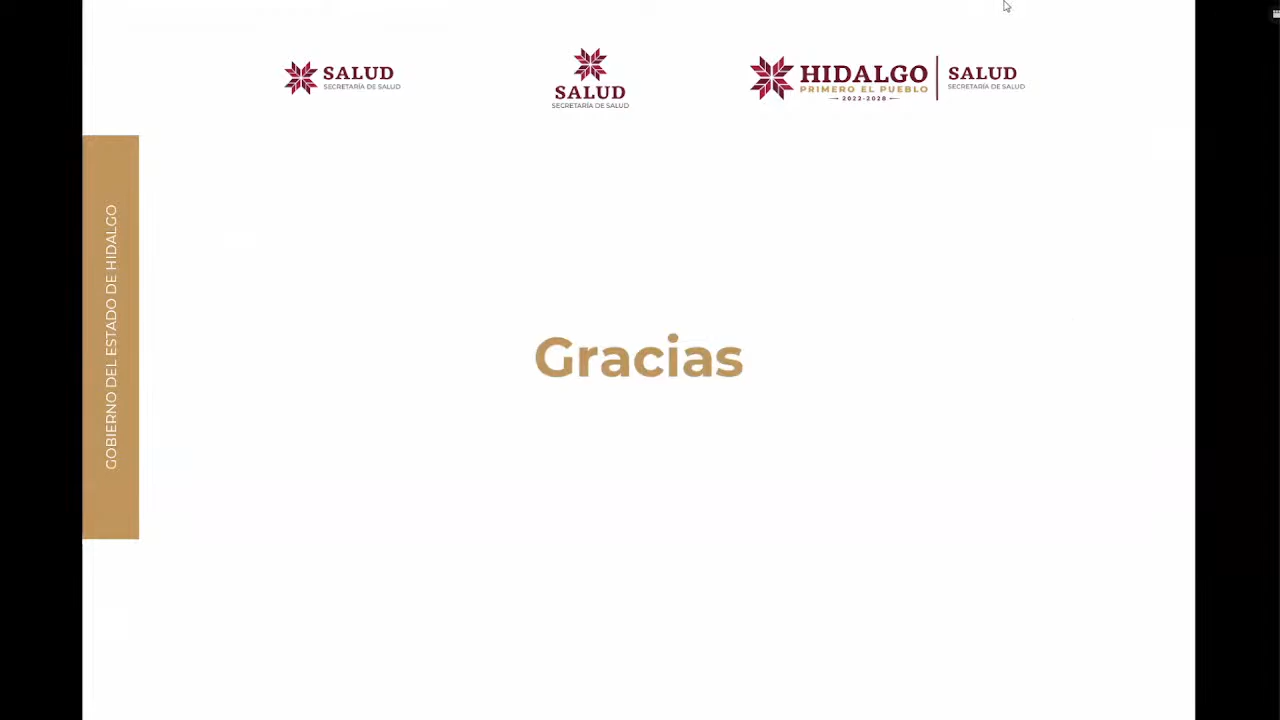 SALUD
SECRETARÍA DE SALUD
SALUD
SECRETARÍA DE SALUD
HIDALGO
PRIMERO EL PUEBLO
2022-2028
SALUD
SECRETARÍA DE SALUD
GOBIERNO DEL ESTADO DE HIDALGO
Gracias